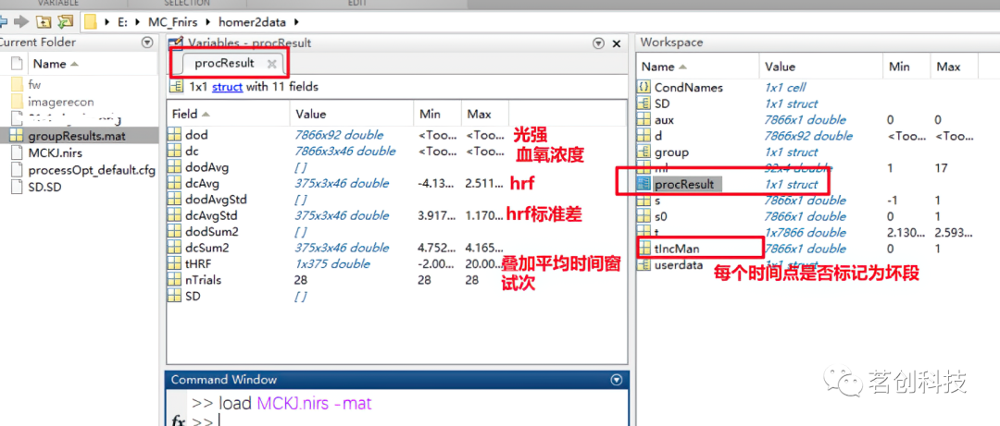 VARIABLE
SELECTION
EDIT
E: ▸ MC_Fnirs ▸ homer2data ▸
Current Folder
Name
fw
imagerecon
groupResults.mat
MCKJ.nirs
processOpt_default.cfg
SD.SD
Variables - procResult
procResult
1x1 struct with 11 fields
Field Value Min Max
dod 7866x92 double <Too... <Too... 光强
dc 7866x3x46 double <Too... <Too... 血氧浓度
dodAvg []
dcAvg 375x3x46 double -4.13... 2.511... hrf
dodAvgStd []
dcAvgStd 375x3x46 double 3.917... 1.170... hrf标准差
dodSum2 []
dcSum2 375x3x46 double 4.752... 4.165...
tHRF 1x375 double -2.00... 20.00... 叠加平均时间窗
nTrials 28 28 28 试次
SD []
Command Window
>> load MCKJ.nirs -mat
fx >>
Workspace
Name Value Min Max
CondNames 1x1 cell
SD 1x1 struct
aux 7866x1 double 0 0
d 7866x92 double <Too... <Too...
group 1x1 struct
ml 92x4 double 1 17
procResult 1x1 struct
s 7866x1 double -1 1
s0 7866x1 double 0 1
t 1x7866 double 2.130... 2.593...
tIncMan 7866x1 double 0 1
userdata 1x1 struct
每个时间点是否标记为坏段
茗创科技